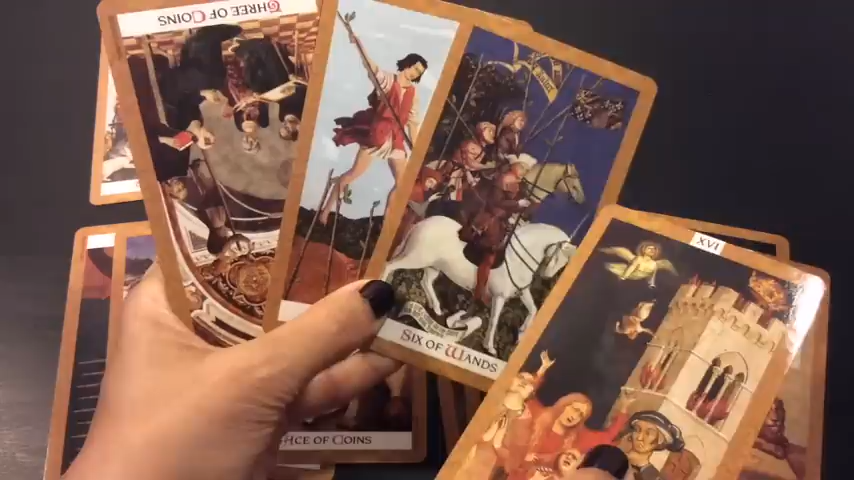 THREE OF COINS
XVI
SIX OF WANDS
ACE OF COINS